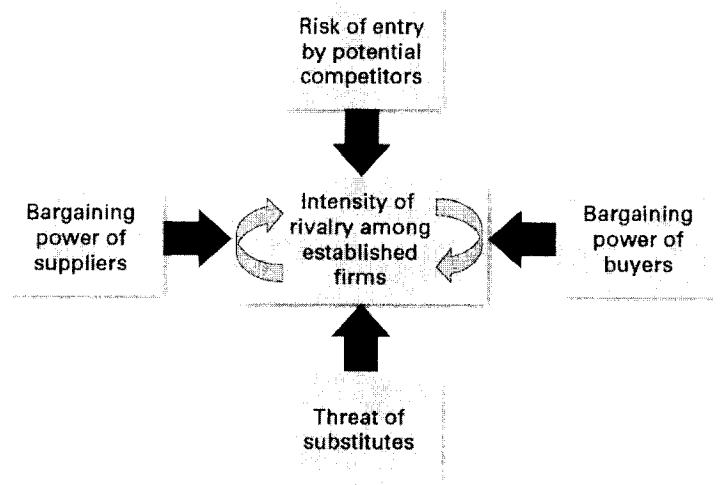 Risk of entry
by potential
competitors
Bargaining
power of
suppliers
Intensity of
rivalry among
established
firms
Bargaining
power of
buyers
Threat of
substitutes